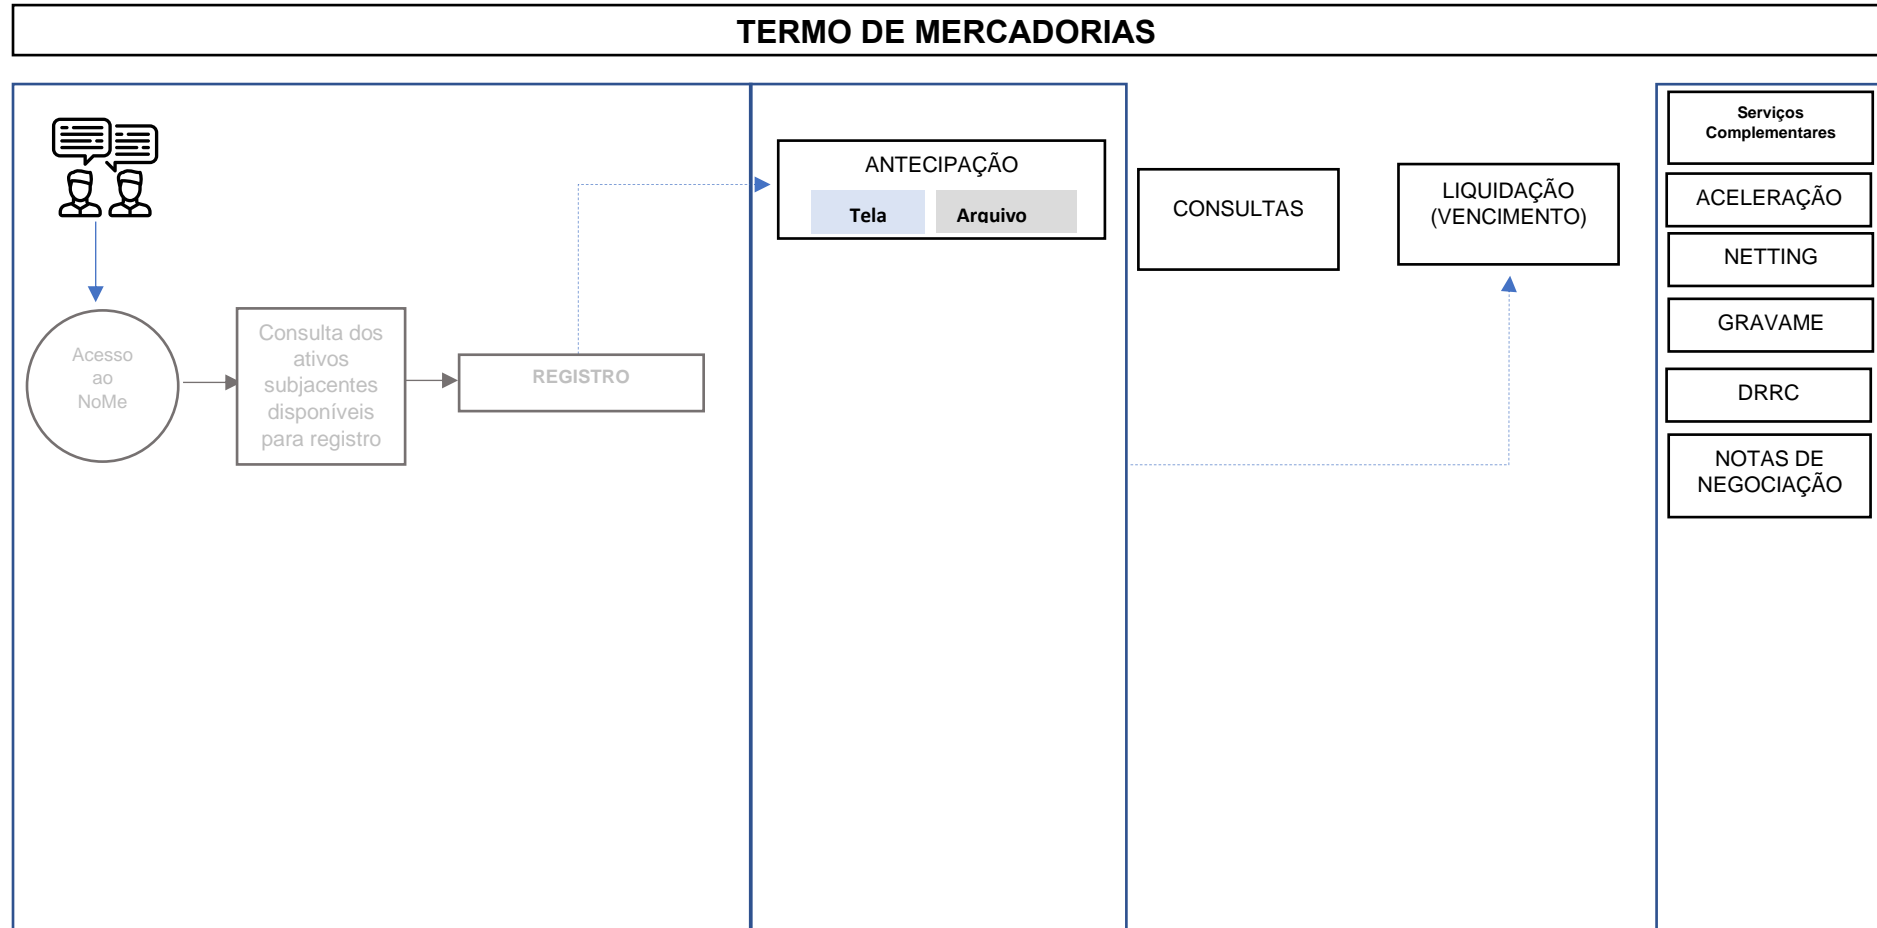 TERMO DE MERCADORIAS
Acesso
ao
NoMe
Consulta dos
ativos
subjacentes
disponíveis
para registro
REGISTRO
ANTECIPAÇÃO
Tela
Arquivo
CONSULTAS
LIQUIDAÇÃO
(VENCIMENTO)
Serviços
Complementares
ACELERAÇÃO
NETTING
GRAVAME
DRRC
NOTAS DE
NEGOCIAÇÃO